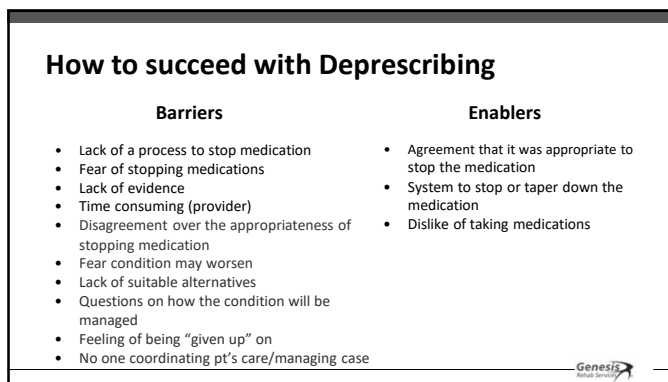 How to succeed with Deprescribing
Barriers
• Lack of a process to stop medication
• Fear of stopping medications
• Lack of evidence
• Time consuming (provider)
• Disagreement over the appropriateness of
stopping medication
• Fear condition may worsen
• Lack of suitable alternatives
• Questions on how the condition will be
managed
• Feeling of being “given up” on
• No one coordinating pt’s care/managing case
Enablers
• Agreement that it was appropriate to
stop the medication
• System to stop or taper down the
medication
• Dislike of taking medications
Genesis
Rehab Services